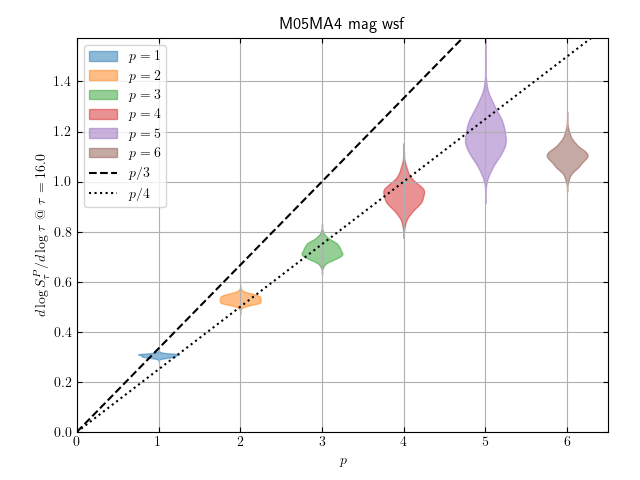 M05MA4 mag wsf
d log S_τ^P / d log τ @ τ = 16.0
1.4
1.2
1.0
0.8
0.6
0.4
0.2
0.0
p = 1
p = 2
p = 3
p = 4
p = 5
p = 6
p/3
p/4
0 1 2 3 4 5 6
p